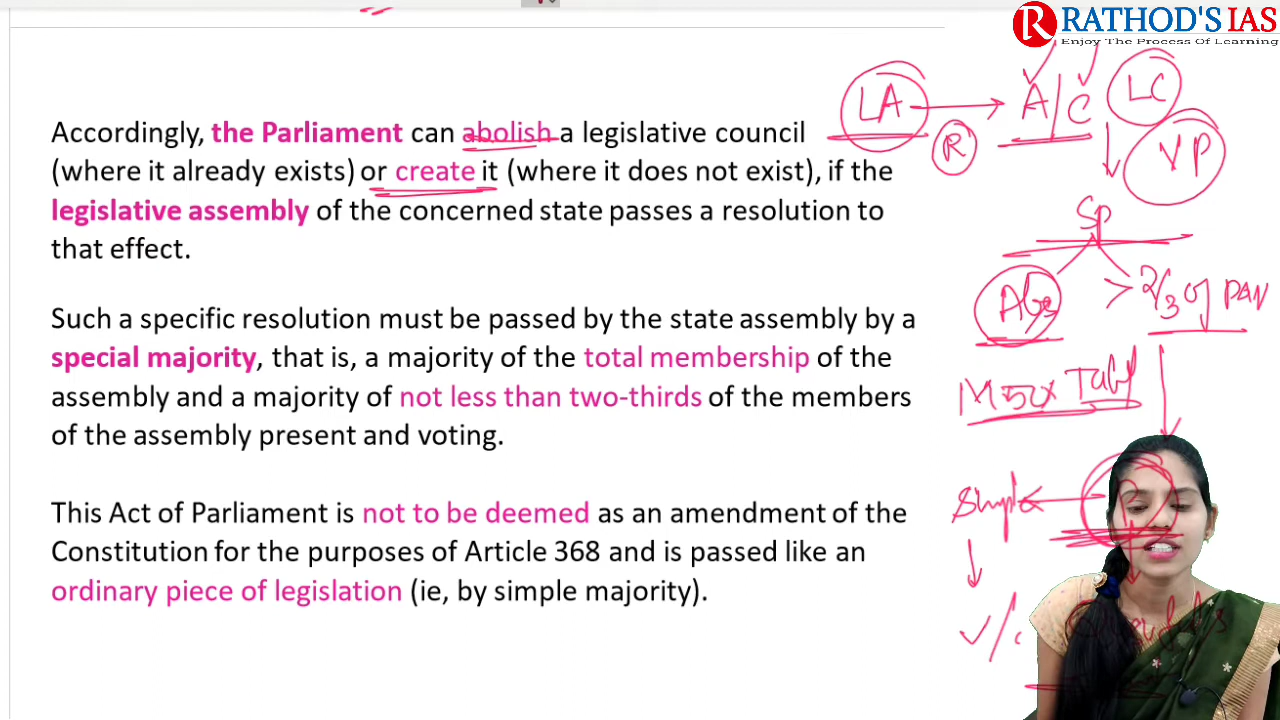 RATHOD'S IAS
Enjoy The Process Of Learning
Accordingly, the Parliament can abolish a legislative council
(where it already exists) or create it (where it does not exist), if the
legislative assembly of the concerned state passes a resolution to
that effect.
Such a specific resolution must be passed by the state assembly by a
special majority, that is, a majority of the total membership of the
assembly and a majority of not less than two-thirds of the members
of the assembly present and voting.
This Act of Parliament is not to be deemed as an amendment of the
Constitution for the purposes of Article 368 and is passed like an
ordinary piece of legislation (ie, by simple majority).
LA
R
A/C
LC
VP
Sp
Abs
> 2/3 of